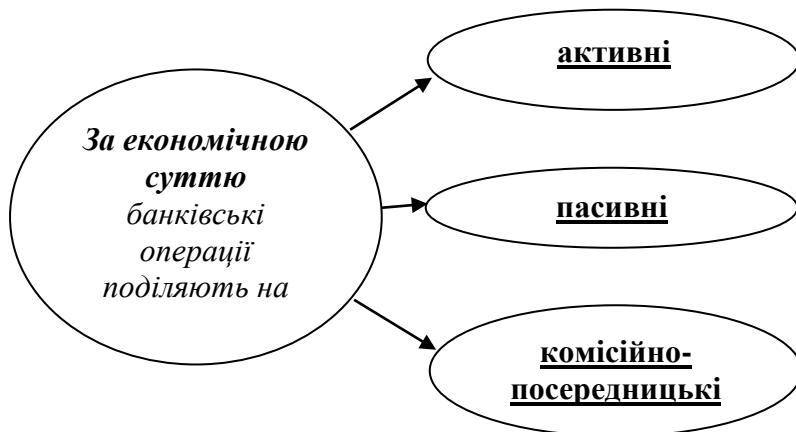 За економічною
суттю
банківські
операції
поділяють на
активні
пасивні
комісійно-
посередницькі